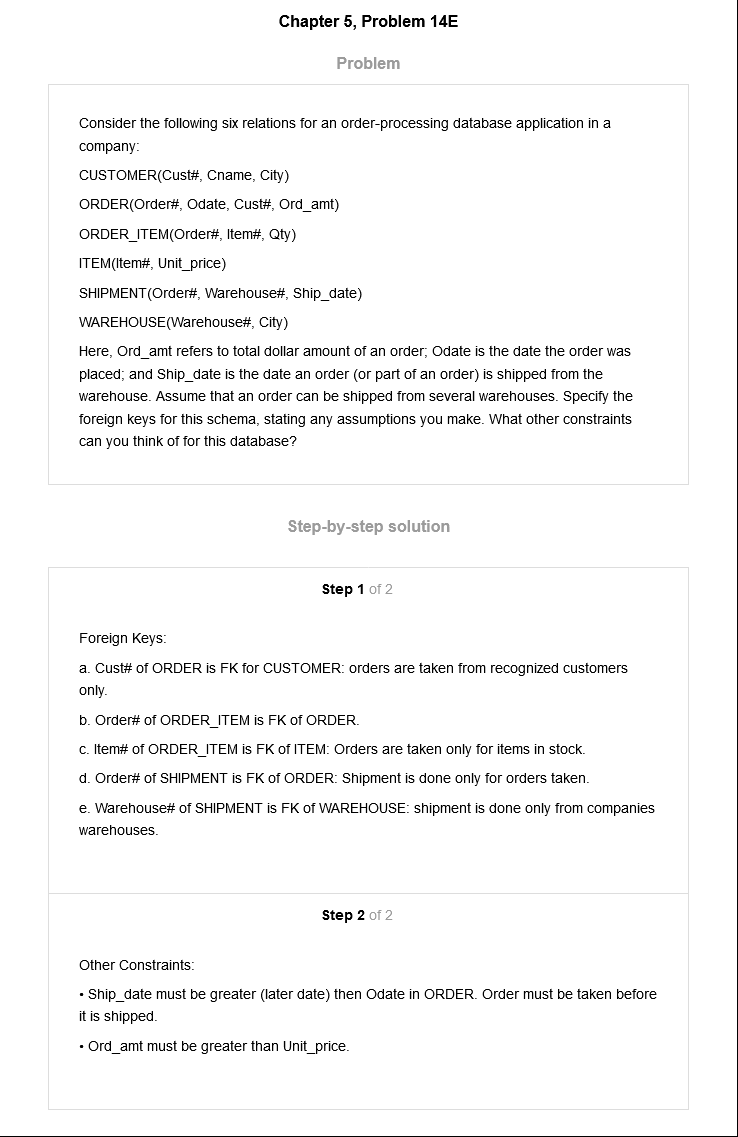 Chapter 5, Problem 14E
Problem
Consider the following six relations for an order-processing database application in a
company:
CUSTOMER(Cust#, Cname, City)
ORDER(Order#, Odate, Cust#, Ord_amt)
ORDER_ITEM(Order#, Item#, Qty)
ITEM(Item#, Unit_price)
SHIPMENT(Order#, Warehouse#, Ship_date)
WAREHOUSE(Warehouse#, City)
Here, Ord_amt refers to total dollar amount of an order; Odate is the date the order was
placed; and Ship_date is the date an order (or part of an order) is shipped from the
warehouse. Assume that an order can be shipped from several warehouses. Specify the
foreign keys for this schema, stating any assumptions you make. What other constraints
can you think of for this database?
Step-by-step solution
Step 1 of 2
Foreign Keys:
a. Cust# of ORDER is FK for CUSTOMER: orders are taken from recognized customers
only.
b. Order# of ORDER_ITEM is FK of ORDER.
c. Item# of ORDER_ITEM is FK of ITEM: Orders are taken only for items in stock.
d. Order# of SHIPMENT is FK of ORDER: Shipment is done only for orders taken.
e. Warehouse# of SHIPMENT is FK of WAREHOUSE: shipment is done only from companies
warehouses.
Step 2 of 2
Other Constraints:
• Ship_date must be greater (later date) then Odate in ORDER. Order must be taken before
it is shipped.
• Ord_amt must be greater than Unit_price.